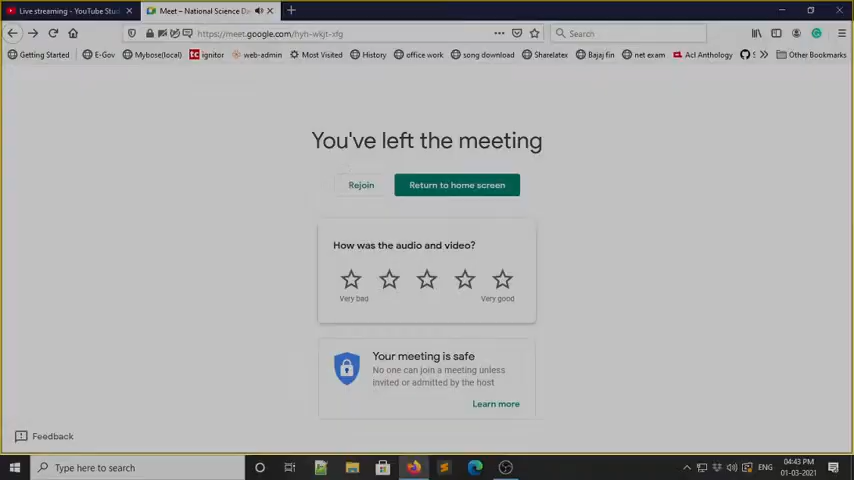 Live streaming - YouTube Stud
Meet – National Science Da
https://meet.google.com/hyh-wkjt-xfg
Search
Getting Started
E-Gov
Mybose(local)
ignitor
web-admin
Most Visited
History
office work
song download
Sharelatex
Bajaj fin
net exam
Acl Anthology
S
Other Bookmarks
You've left the meeting
Rejoin
Return to home screen
How was the audio and video?
Very bad
Very good
Your meeting is safe
No one can join a meeting unless
invited or admitted by the host
Learn more
Feedback
Type here to search
ENG
04:43 PM
01-03-2021